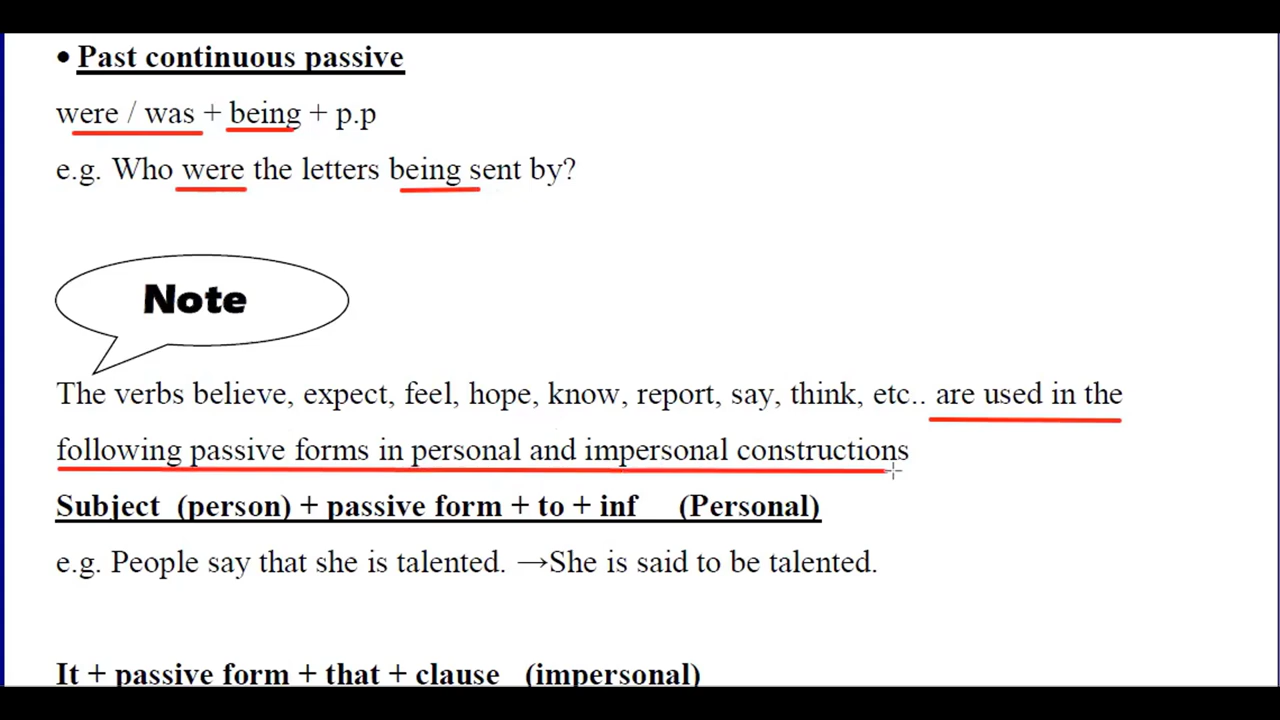 • Past continuous passive
were / was + being + p.p
e.g. Who were the letters being sent by?
Note
The verbs believe, expect, feel, hope, know, report, say, think, etc.. are used in the
following passive forms in personal and impersonal constructions
Subject (person) + passive form + to + inf (Personal)
e.g. People say that she is talented. →She is said to be talented.
It + passive form + that + clause (impersonal)